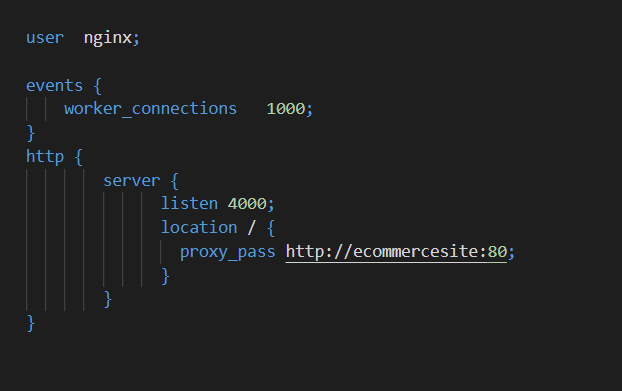 user  nginx;
events {
    worker_connections   1000;
}
http {
        server {
              listen 4000;
              location / {
                proxy_pass http://ecommercesite:80;
              }
        }
}